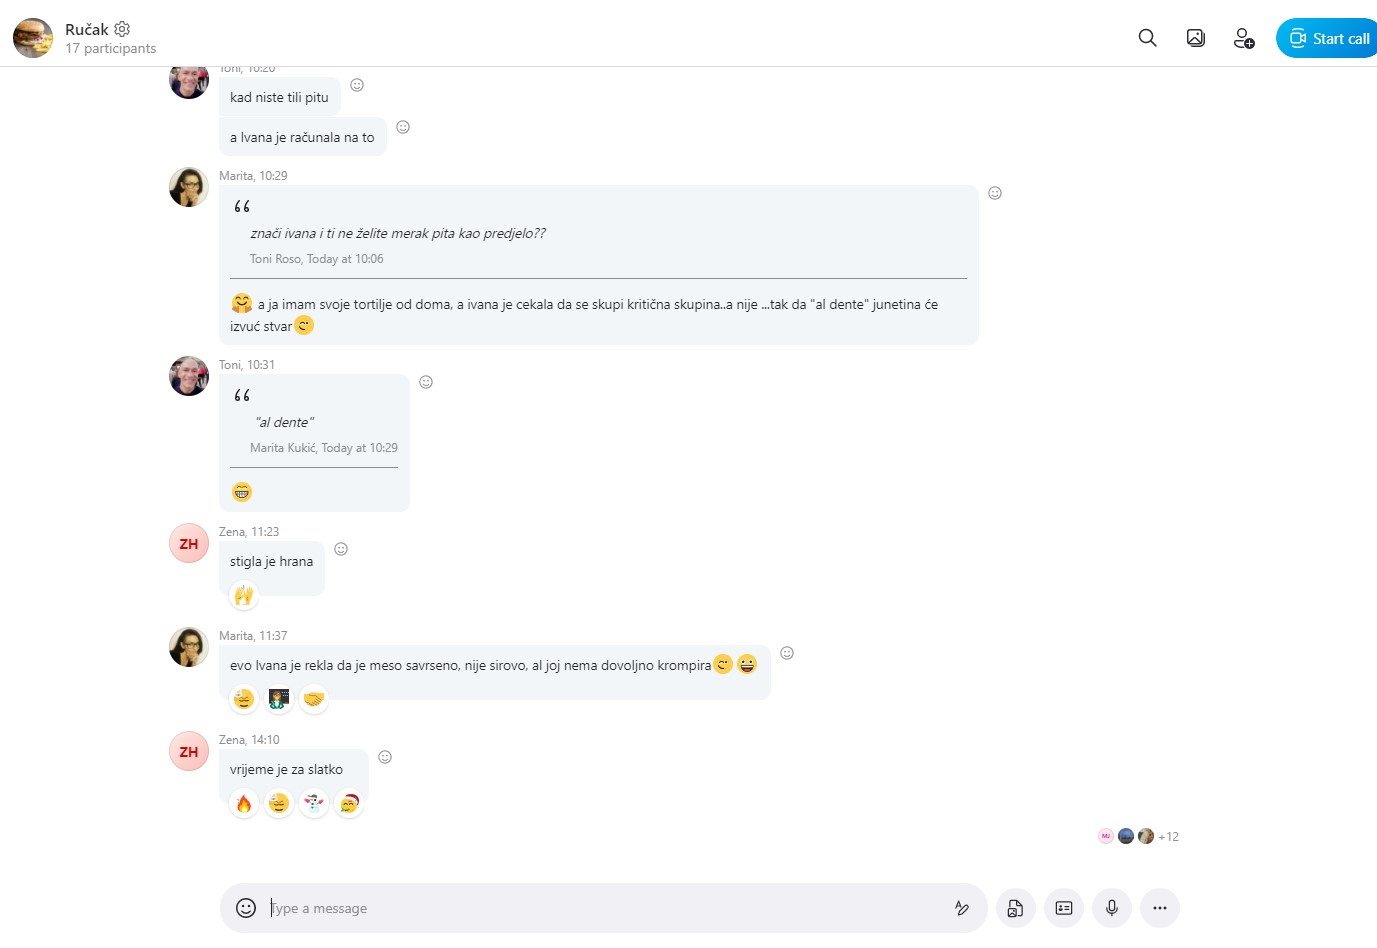 Ručak
17 participants
Start call
Toni, 10:20
kad niste tili pitu
a Ivana je računala na to
Marita, 10:29
znači ivana i ti ne želite merak pita kao predjelo??
Toni Roso, Today at 10:06
a ja imam svoje tortilje od doma, a ivana je cekala da se skupi kritična skupina..a nije ...tak da "al dente" junetina će
izvuć stvar
Toni, 10:31
"al dente"
Marita Kukić, Today at 10:29
ZH
Zena, 11:23
stigla je hrana
Marita, 11:37
evo Ivana je rekla da je meso savrseno, nije sirovo, al joj nema dovoljno krompira
ZH
Zena, 14:10
vrijeme je za slatko
MJ
+12
Type a message